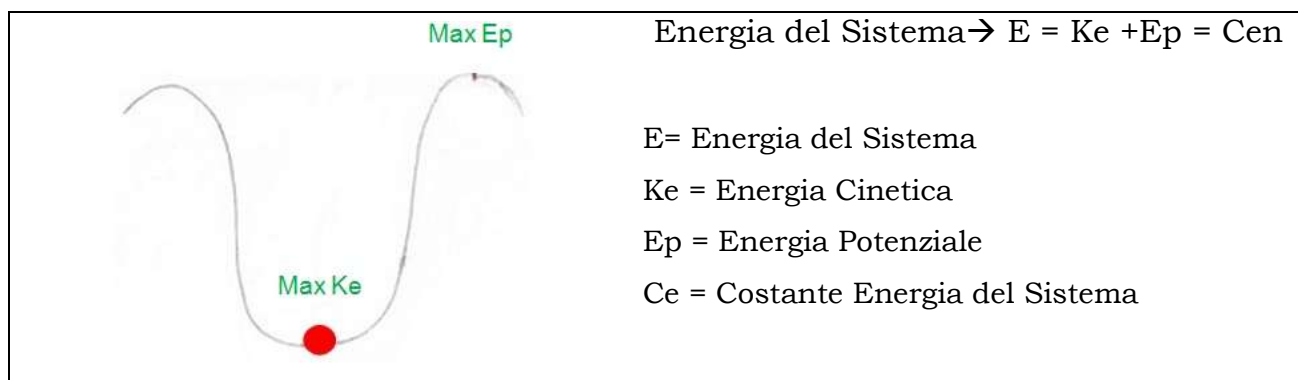 Max Ep
Energia del Sistema→ E = Ke +Ep = Cen
E= Energia del Sistema
Ke = Energia Cinetica
Ep = Energia Potenziale
Max Ke
Ce = Costante Energia del Sistema